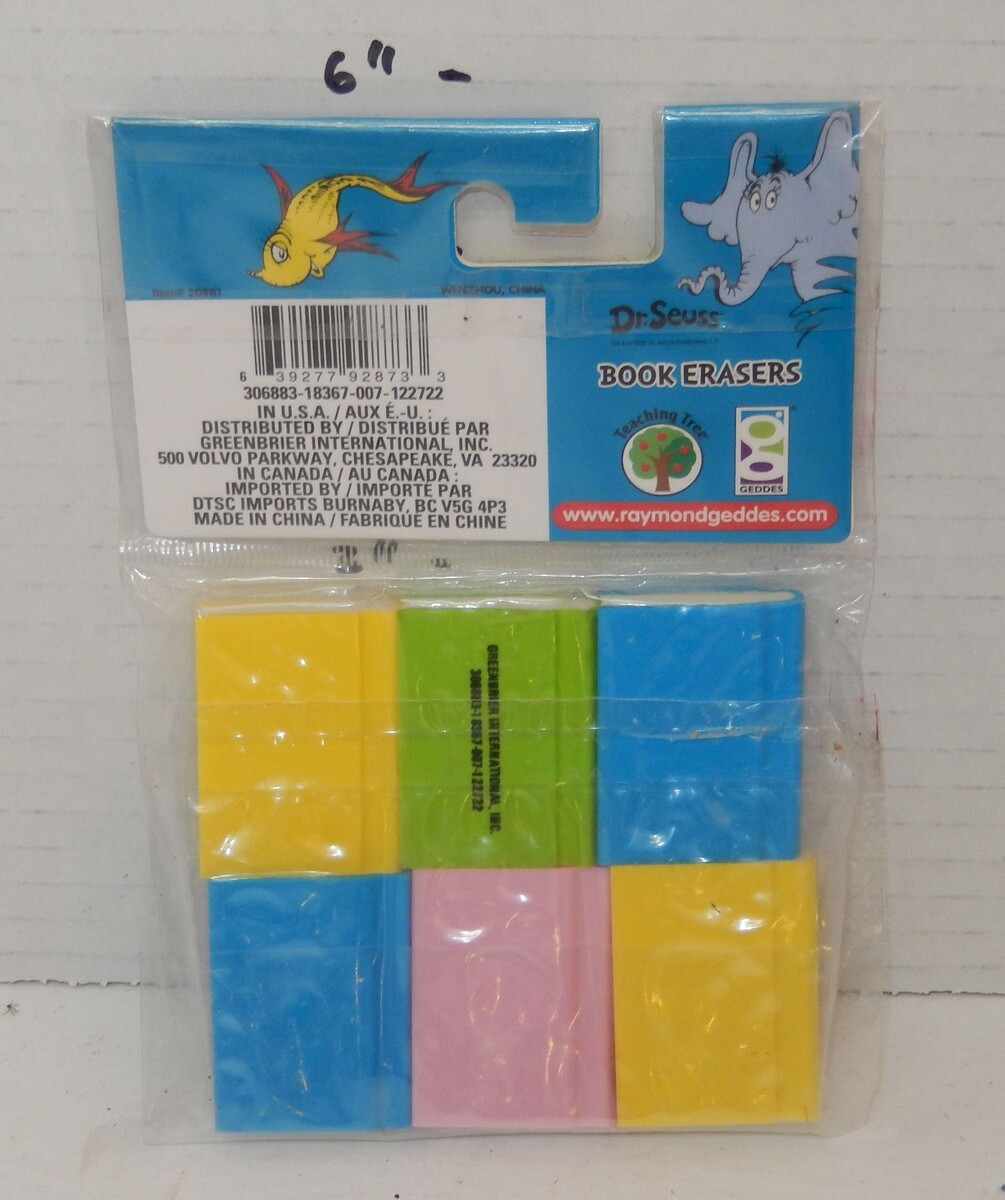 6" -
Item# 20981
WENZHOU, CHINA
6 39277 92873 3
306883-18367-007-122722
IN U.S.A. / AUX É.-U. :
DISTRIBUTED BY / DISTRIBUÉ PAR
GREENBRIER INTERNATIONAL, INC.
500 VOLVO PARKWAY, CHESAPEAKE, VA 23320
IN CANADA / AU CANADA :
IMPORTED BY / IMPORTE PAR
DTSC IMPORTS BURNABY, BC V5G 4P3
MADE IN CHINA / FABRIQUE EN CHINE
Dr. Seuss
BOOK ERASERS
Teaching Tree
g
GEDDES
www.raymondgeddes.com
GREENBRIER INTERNATIONAL, INC.
306883-18367-007-122722